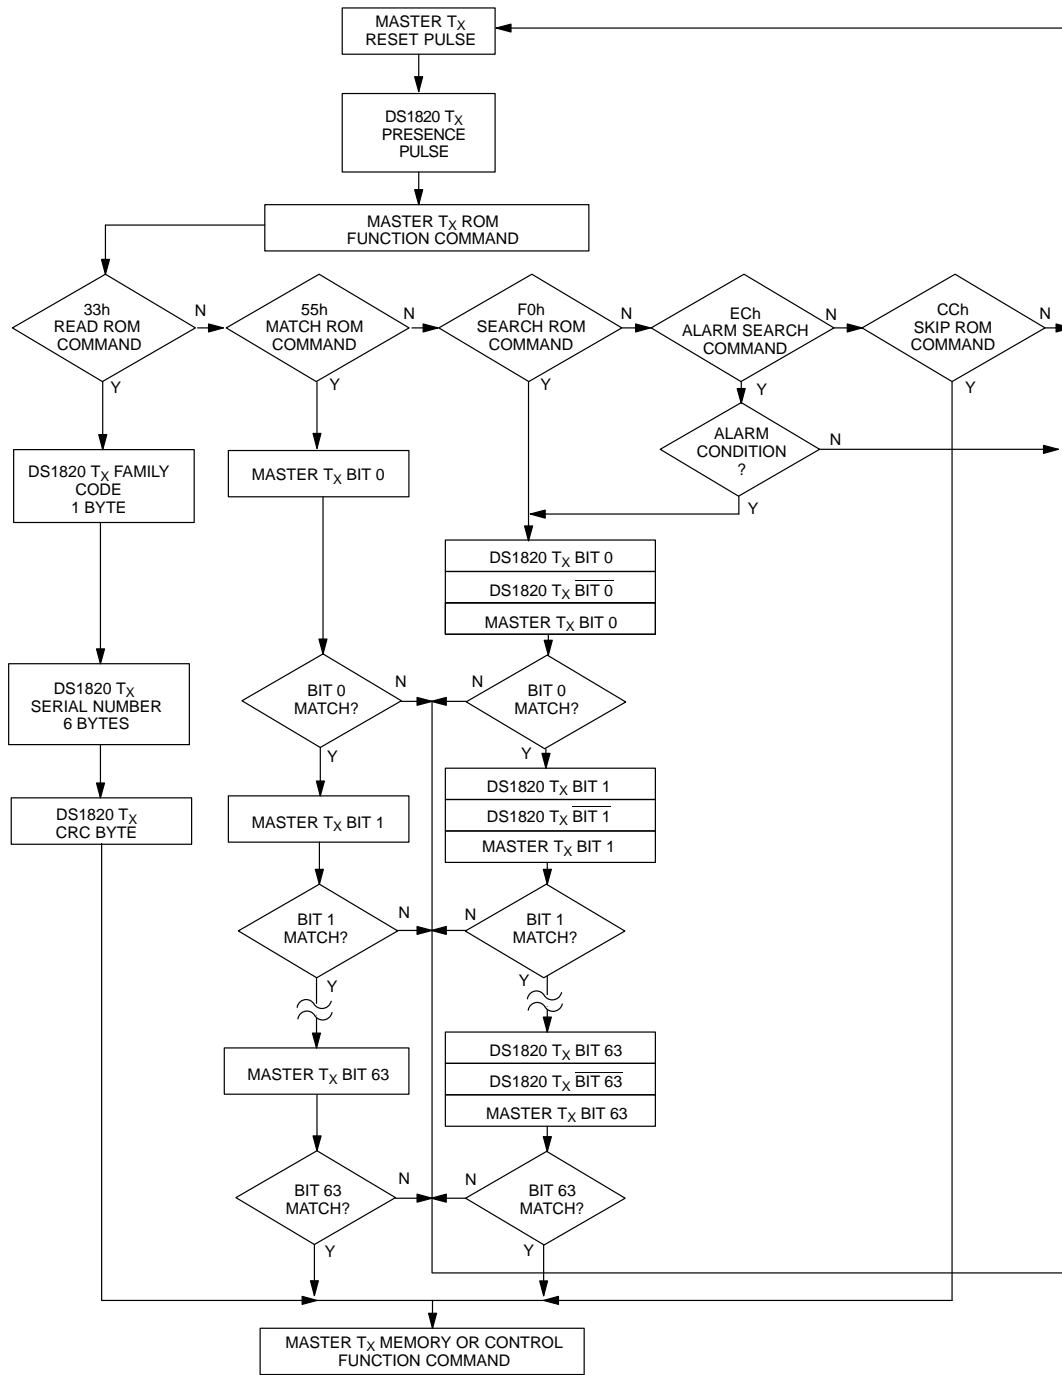 MASTER TX
RESET PULSE
DS1820 TX
PRESENCE
PULSE
MASTER TX ROM
FUNCTION COMMAND
33h
READ ROM
COMMAND
N
Y
55h
MATCH ROM
COMMAND
N
Y
F0h
SEARCH ROM
COMMAND
N
Y
ECh
ALARM SEARCH
COMMAND
N
Y
CCh
SKIP ROM
COMMAND
N
Y
ALARM
CONDITION
?
N
Y
DS1820 TX FAMILY
CODE
1 BYTE
DS1820 TX
SERIAL NUMBER
6 BYTES
DS1820 TX
CRC BYTE
MASTER TX BIT 0
BIT 0
MATCH?
N
Y
MASTER TX BIT 1
BIT 1
MATCH?
N
Y
MASTER TX BIT 63
BIT 63
MATCH?
N
Y
DS1820 TX BIT 0
DS1820 TX BIT 0
MASTER TX BIT 0
BIT 0
MATCH?
N
Y
DS1820 TX BIT 1
DS1820 TX BIT 1
MASTER TX BIT 1
BIT 1
MATCH?
N
Y
DS1820 TX BIT 63
DS1820 TX BIT 63
MASTER TX BIT 63
BIT 63
MATCH?
N
Y
MASTER TX MEMORY OR CONTROL
FUNCTION COMMAND